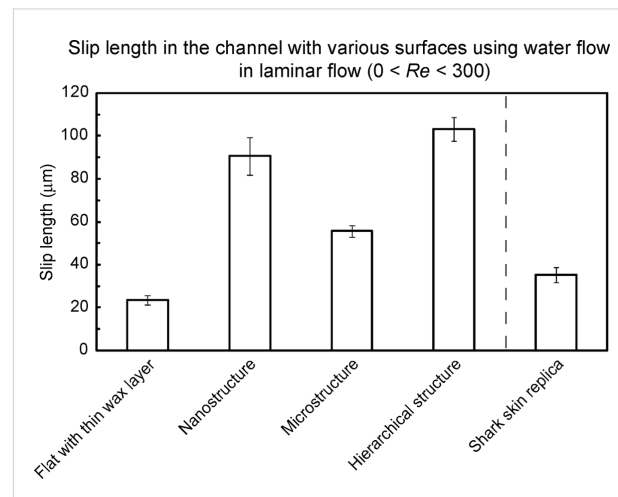 Slip length in the channel with various surfaces using water flow
in laminar flow (0 < Re < 300)
120
100
80
60
40
20
0
Slip length (μm)
Flat with thin wax layer
Nanostructure
Microstructure
Hierarchical structure
Shark skin replica